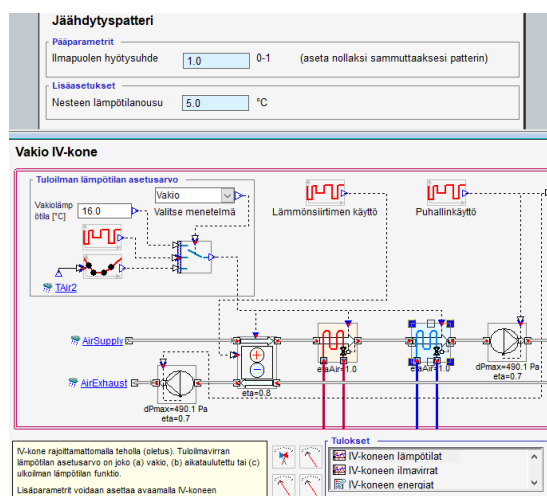 Jäähdytyspatteri
Pääparametrit
Ilmapuolen hyötysuhde 1.0 0-1 (aseta nollaksi sammuttaaksesi patterin)
Lisäasetukset
Nesteen lämpötilanousu 5.0 °C
Vakio IV-kone
Tuloilman lämpötilan asetusarvo
Vakio
Vakiolämp
ötila [°C] 16.0 Valitse menetelmä
Lämmönsiirtimen käyttö Puhallinkäyttö
TAir2
AirSupply
etaAir=1.0 etaAir=1.0
dPmax=490.1 Pa
eta=0.7
AirExhaust
eta=0.8
dPmax=490.1 Pa
eta=0.7
IV-kone rajoittamattomalla teholla (oletus). Tuloilmavirran
lämpötilan asetusarvo on joko (a) vakio, (b) aikataulutettu tai (c)
ulkoilman lämpötilan funktio.
Lisäparametrit voidaan asettaa avaamalla IV-koneen
Tulokset
IV-koneen lämpötilat
IV-koneen ilmavirrat
IV-koneen energiat